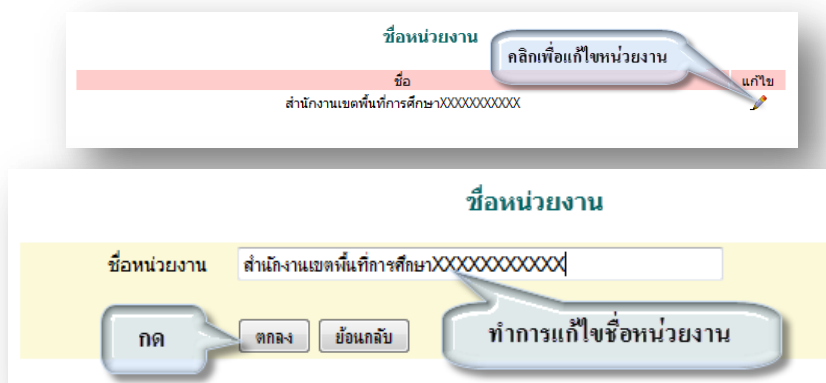 ชื่อหน่วยงาน
คลิกเพื่อแก้ไขหน่วยงาน
ชื่อ แก้ไข
สำนักงานเขตพื้นที่การศึกษาXXXXXXXXXXX
ชื่อหน่วยงาน
ชื่อหน่วยงาน สำนักงานเขตพื้นที่การศึกษาXXXXXXXXXXX
กด ตกลง ย้อนกลับ ทำการแก้ไขชื่อหน่วยงาน